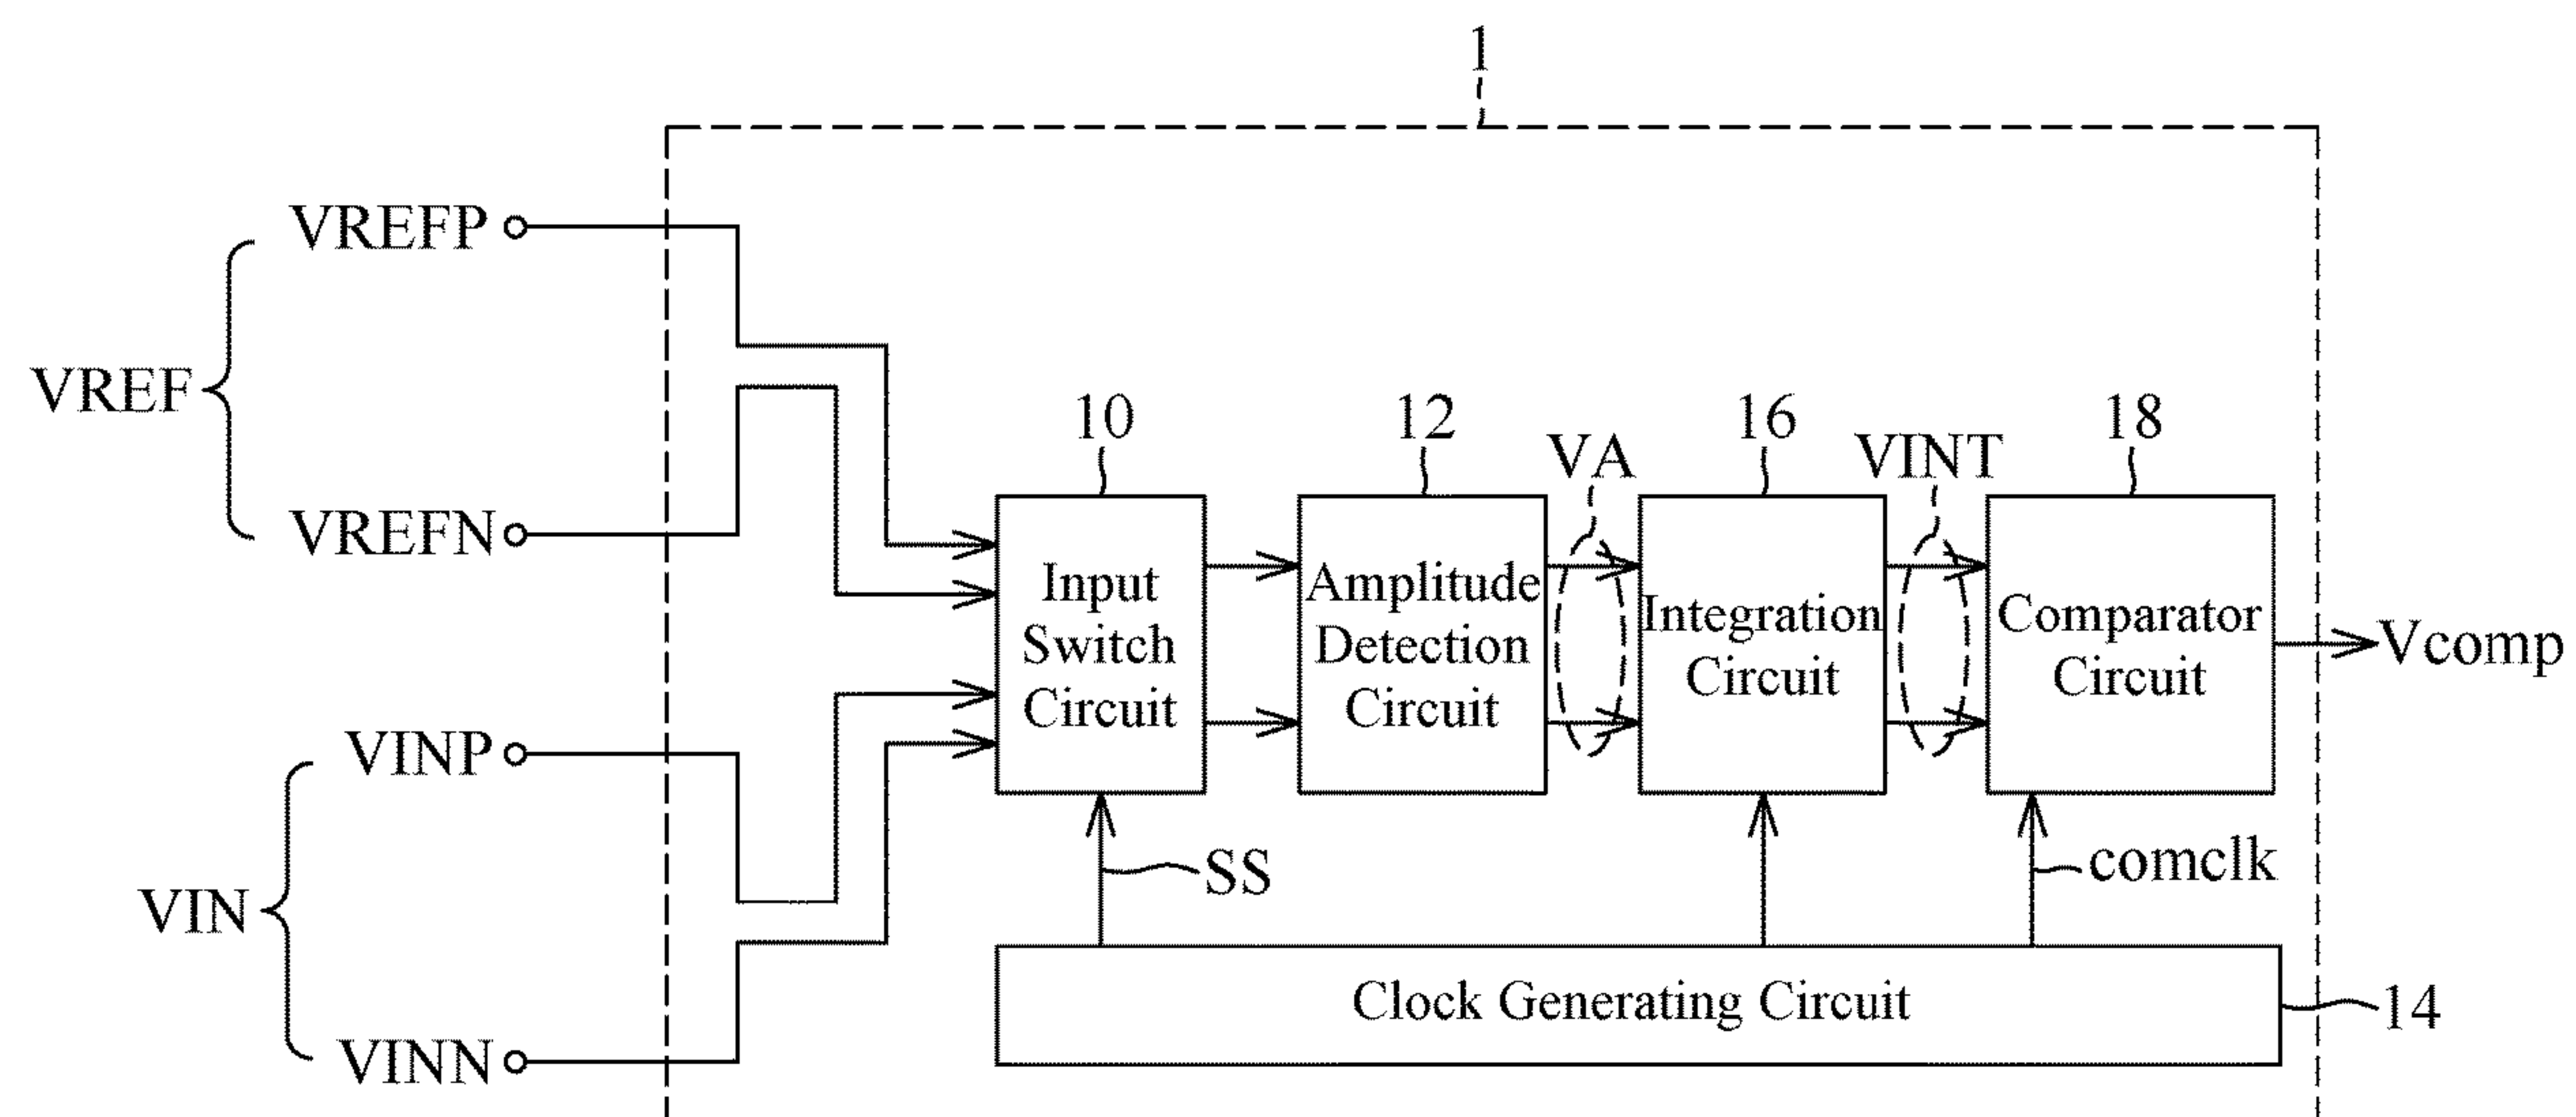 1
VREFP
VREF
VREFN
10
12
VA
16
VINT
18
Input
Switch
Circuit
Amplitude
Detection
Circuit
Integration
Circuit
Comparator
Circuit
Vcomp
VINP
VIN
VINN
SS
comclk
Clock Generating Circuit
14